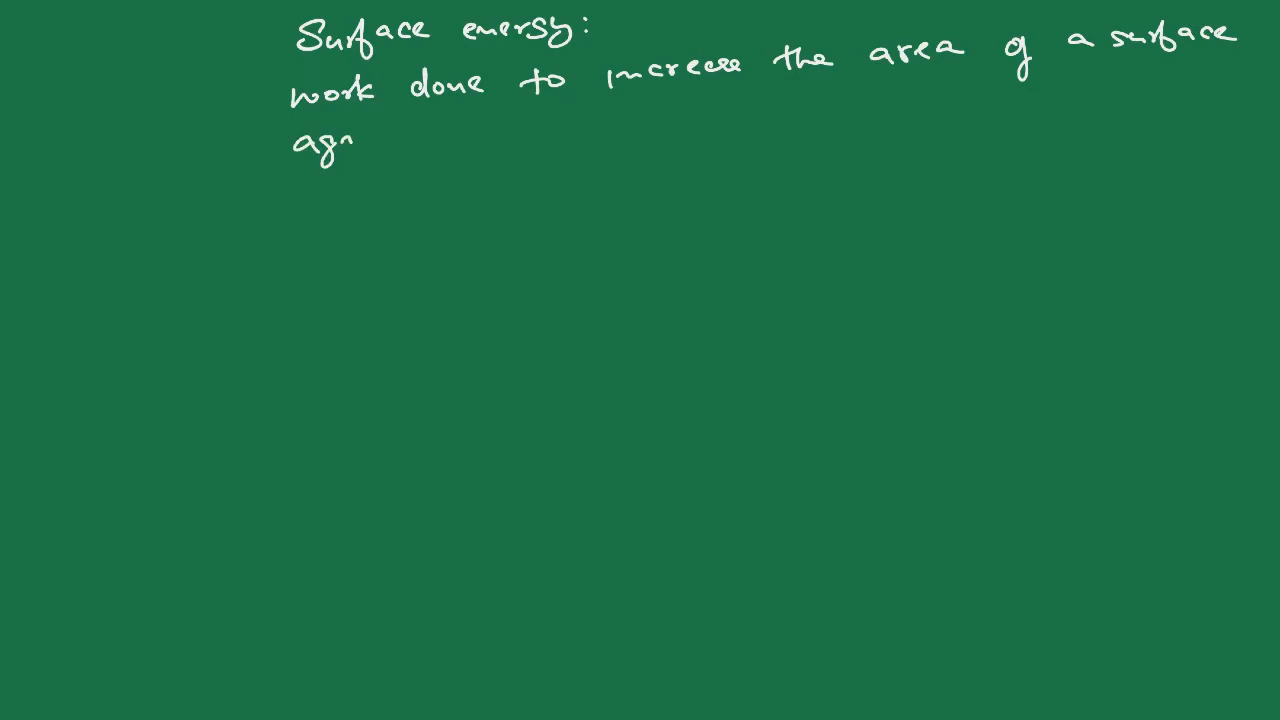 Surface energy:
work done to increase the area of a surface